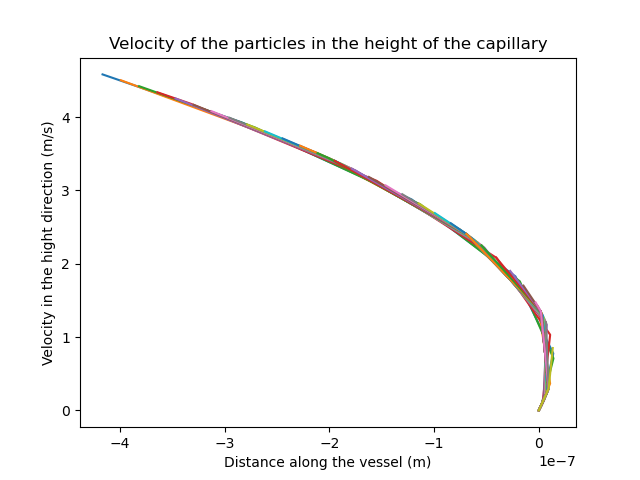 Velocity of the particles in the height of the capillary
Velocity in the hight direction (m/s)
4
3
2
1
0
−4
−3
−2
−1
0
1e−7
Distance along the vessel (m)